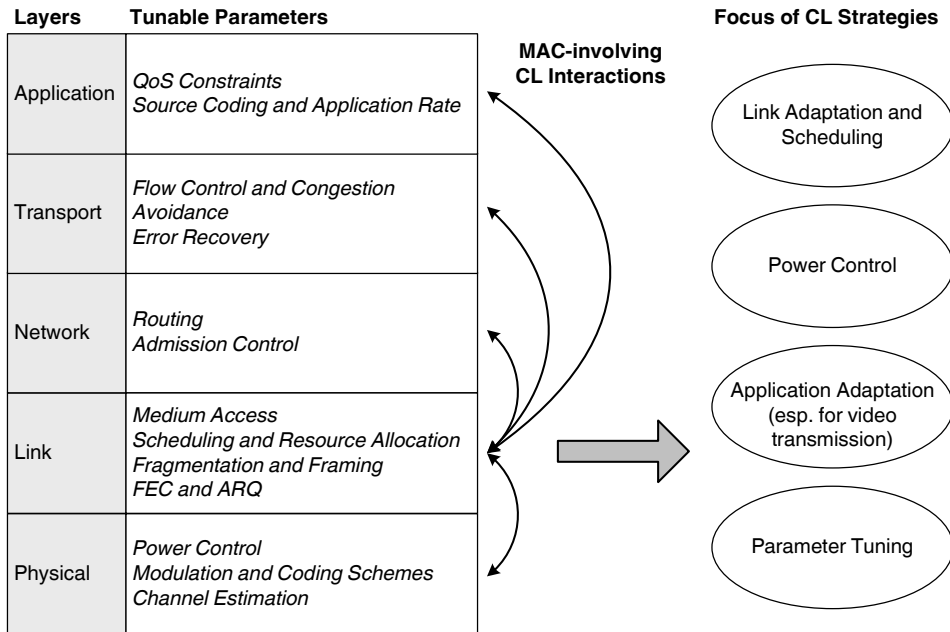 Layers
Tunable Parameters
Focus of CL Strategies
MAC-involving
CL Interactions
Application
QoS Constraints
Source Coding and Application Rate
Transport
Flow Control and Congestion
Avoidance
Error Recovery
Network
Routing
Admission Control
Link
Medium Access
Scheduling and Resource Allocation
Fragmentation and Framing
FEC and ARQ
Physical
Power Control
Modulation and Coding Schemes
Channel Estimation
Link Adaptation and
Scheduling
Power Control
Application Adaptation
(esp. for video
transmission)
Parameter Tuning